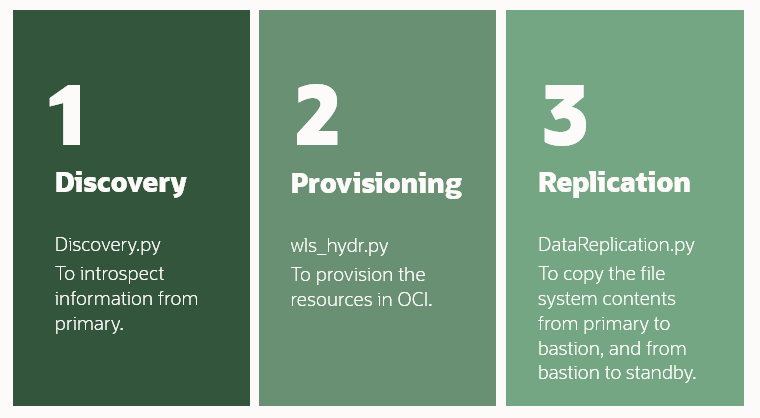 1
Discovery
Discovery.py
To introspect
information from
primary.
2
Provisioning
wls_hydr.py
To provision the
resources in OCI.
3
Replication
DataReplication.py
To copy the file
system contents
from primary to
bastion, and from
bastion to standby.